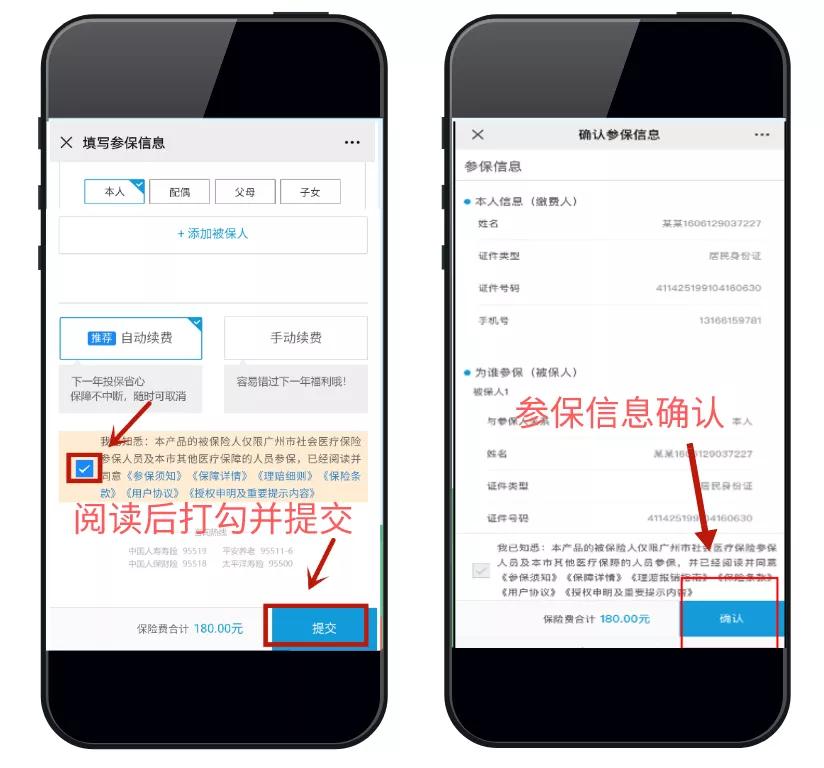 填写参保信息
本人 配偶 父母 子女
+ 添加被保人
推荐 自动续费 手动续费
下一年投保省心
保障不中断，随时可取消
容易错过下一年福利哦！
我已知悉：本产品的被保险人仅限广州市社会医疗保险
参保人员及本市其他医疗保障的人员参保，已经阅读并
同意《参保须知》《保障详情》《理赔细则》《保险条
款》《用户协议》《授权申明及重要提示内容》
阅读后打勾并提交
中国人寿寿险 95519 平安养老 95511-6
中国人保财险 95518 太平洋寿险 95500
保险费合计 180.00元 提交
确认参保信息
参保信息
本人信息（缴费人）
姓名 某某1606129037227
证件类型 居民身份证
证件号码 411425199104160630
手机号 13166159781
为谁参保（被保人）
被保人1
参保信息确认
与参保人关系 本人
姓名 某某1606129037227
证件类型 居民身份证
证件号码 411425199104160630
我已知悉：本产品的被保险人仅限广州市社会医疗保险参保
人员及本市其他医疗保障的人员参保，并已经阅读并同意
《参保须知》《保障详情》《理赔报销指南》《保险条款》
《用户协议》《授权申明及重要提示内容》
保险费合计 180.00元 确认